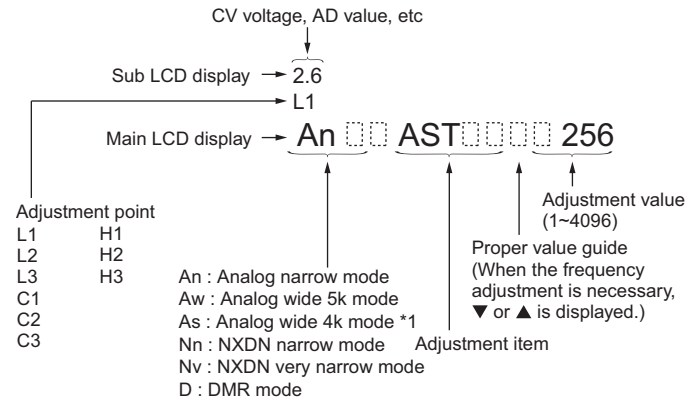 CV voltage, AD value, etc
Sub LCD display 2.6
L1
Main LCD display An AST 256
Adjustment point
L1 H1
L2 H2
L3 H3
C1
C2
C3
An : Analog narrow mode
Aw : Analog wide 5k mode
As : Analog wide 4k mode *1
Nn : NXDN narrow mode
Nv : NXDN very narrow mode
D : DMR mode
Adjustment item
Proper value guide
(When the frequency
adjustment is necessary,
▼ or ▲ is displayed.)
Adjustment value
(1~4096)